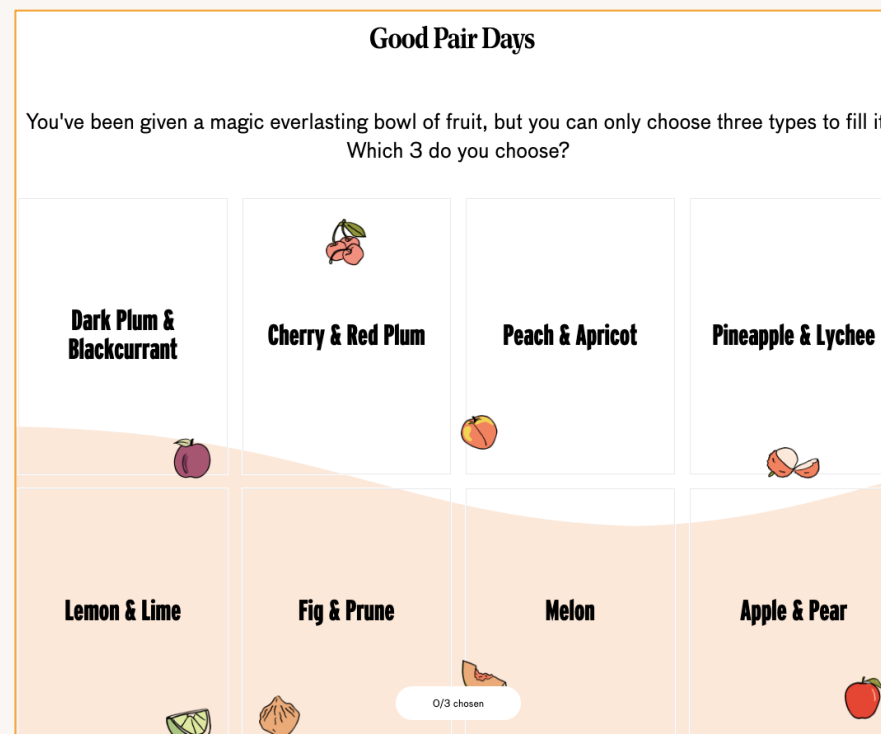 Good Pair Days
You've been given a magic everlasting bowl of fruit, but you can only choose three types to fill it
Which 3 do you choose?
Dark Plum &
Blackcurrant
Cherry & Red Plum
Peach & Apricot
Pineapple & Lychee
Lemon & Lime
Fig & Prune
Melon
Apple & Pear
0/3 chosen